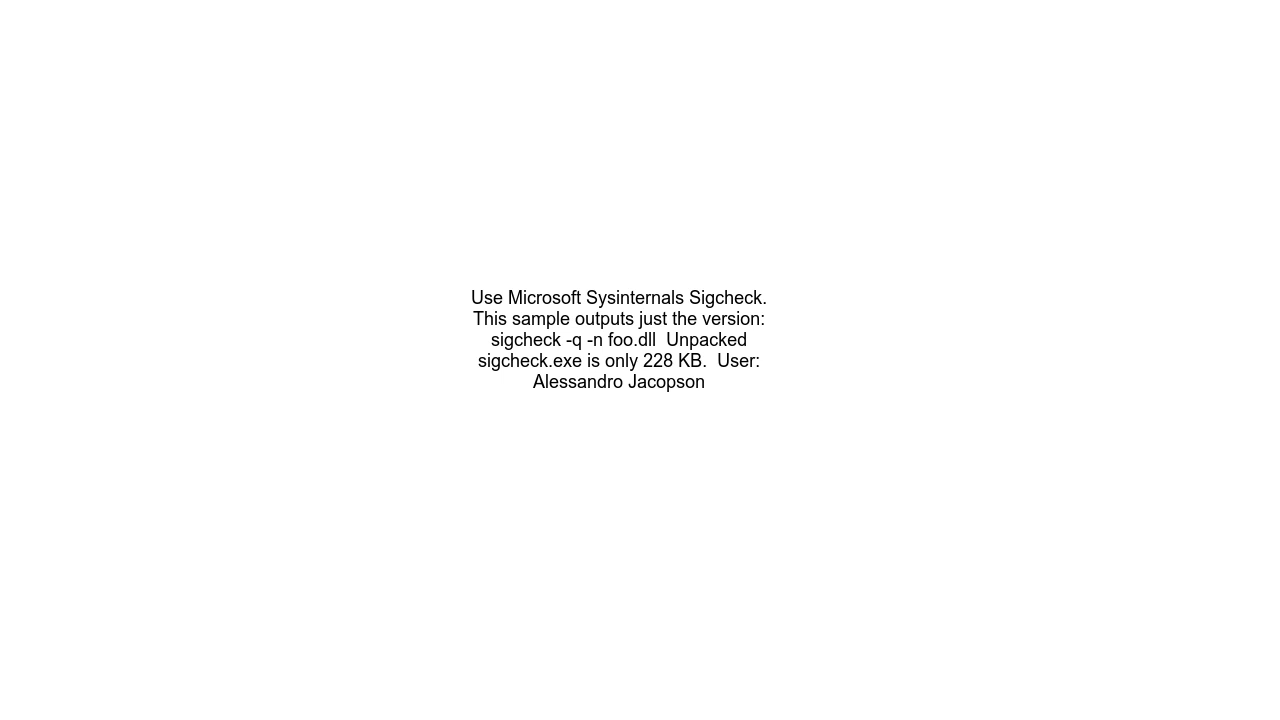 Use Microsoft Sysinternals Sigcheck.
This sample outputs just the version:
sigcheck -q -n foo.dll  Unpacked
sigcheck.exe is only 228 KB.  User:
Alessandro Jacopson